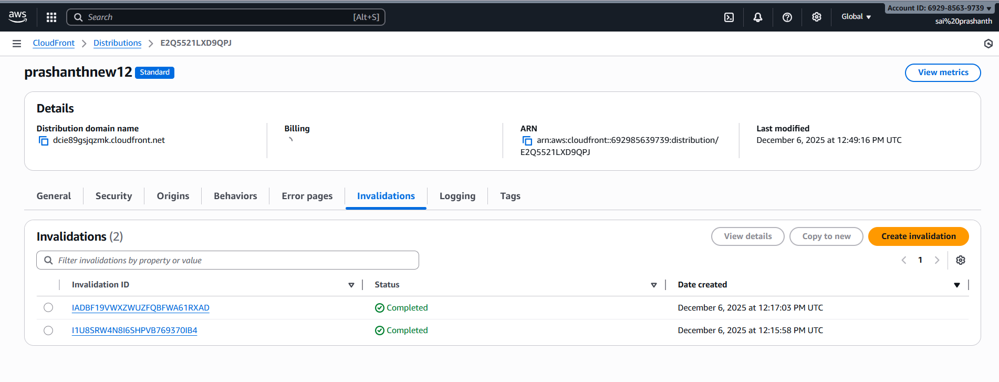 aws
Search [Alt+S]
Global
Account ID: 6929-8563-9739
sai%20prashanth
CloudFront Distributions E2Q5521LXD9QPJ
prashanthnew12 Standard
View metrics
Details
Distribution domain name
dcie89gsjqzmk.cloudfront.net
Billing
ARN
arn:aws:cloudfront::692985639739:distribution/
E2Q5521LXD9QPJ
Last modified
December 6, 2025 at 12:49:16 PM UTC
General Security Origins Behaviors Error pages Invalidations Logging Tags
Invalidations (2)
View details Copy to new Create invalidation
Filter invalidations by property or value
1
Invalidation ID Status Date created
IADBF19VWXZWUZFQBFWA61RXAD Completed December 6, 2025 at 12:17:03 PM UTC
I1U8SRW4N8I6SHPVB769370IB4 Completed December 6, 2025 at 12:15:58 PM UTC